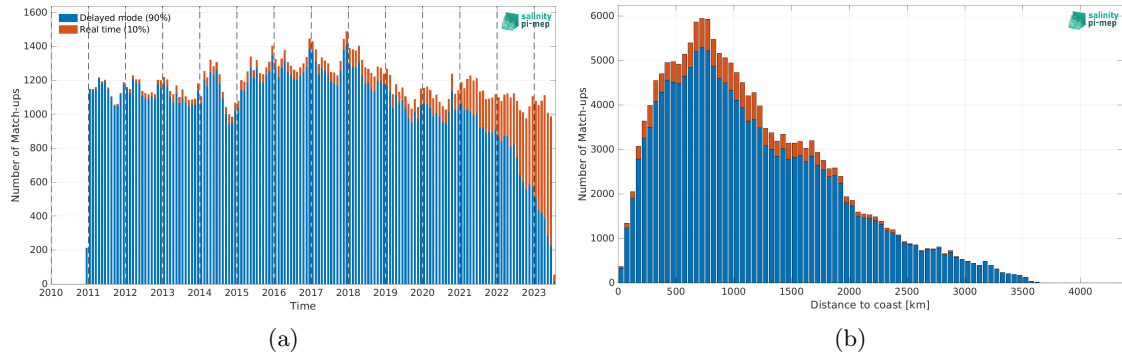 Delayed mode (90%)
Real time (10%)
salinity
pi-mep
Number of Match-ups
1600
1400
1200
1000
800
600
400
200
0
2010 2011 2012 2013 2014 2015 2016 2017 2018 2019 2020 2021 2022 2023
Time
(a)
salinity
pi-mep
Number of Match-ups
6000
5000
4000
3000
2000
1000
0
0 500 1000 1500 2000 2500 3000 3500 4000
Distance to coast [km]
(b)